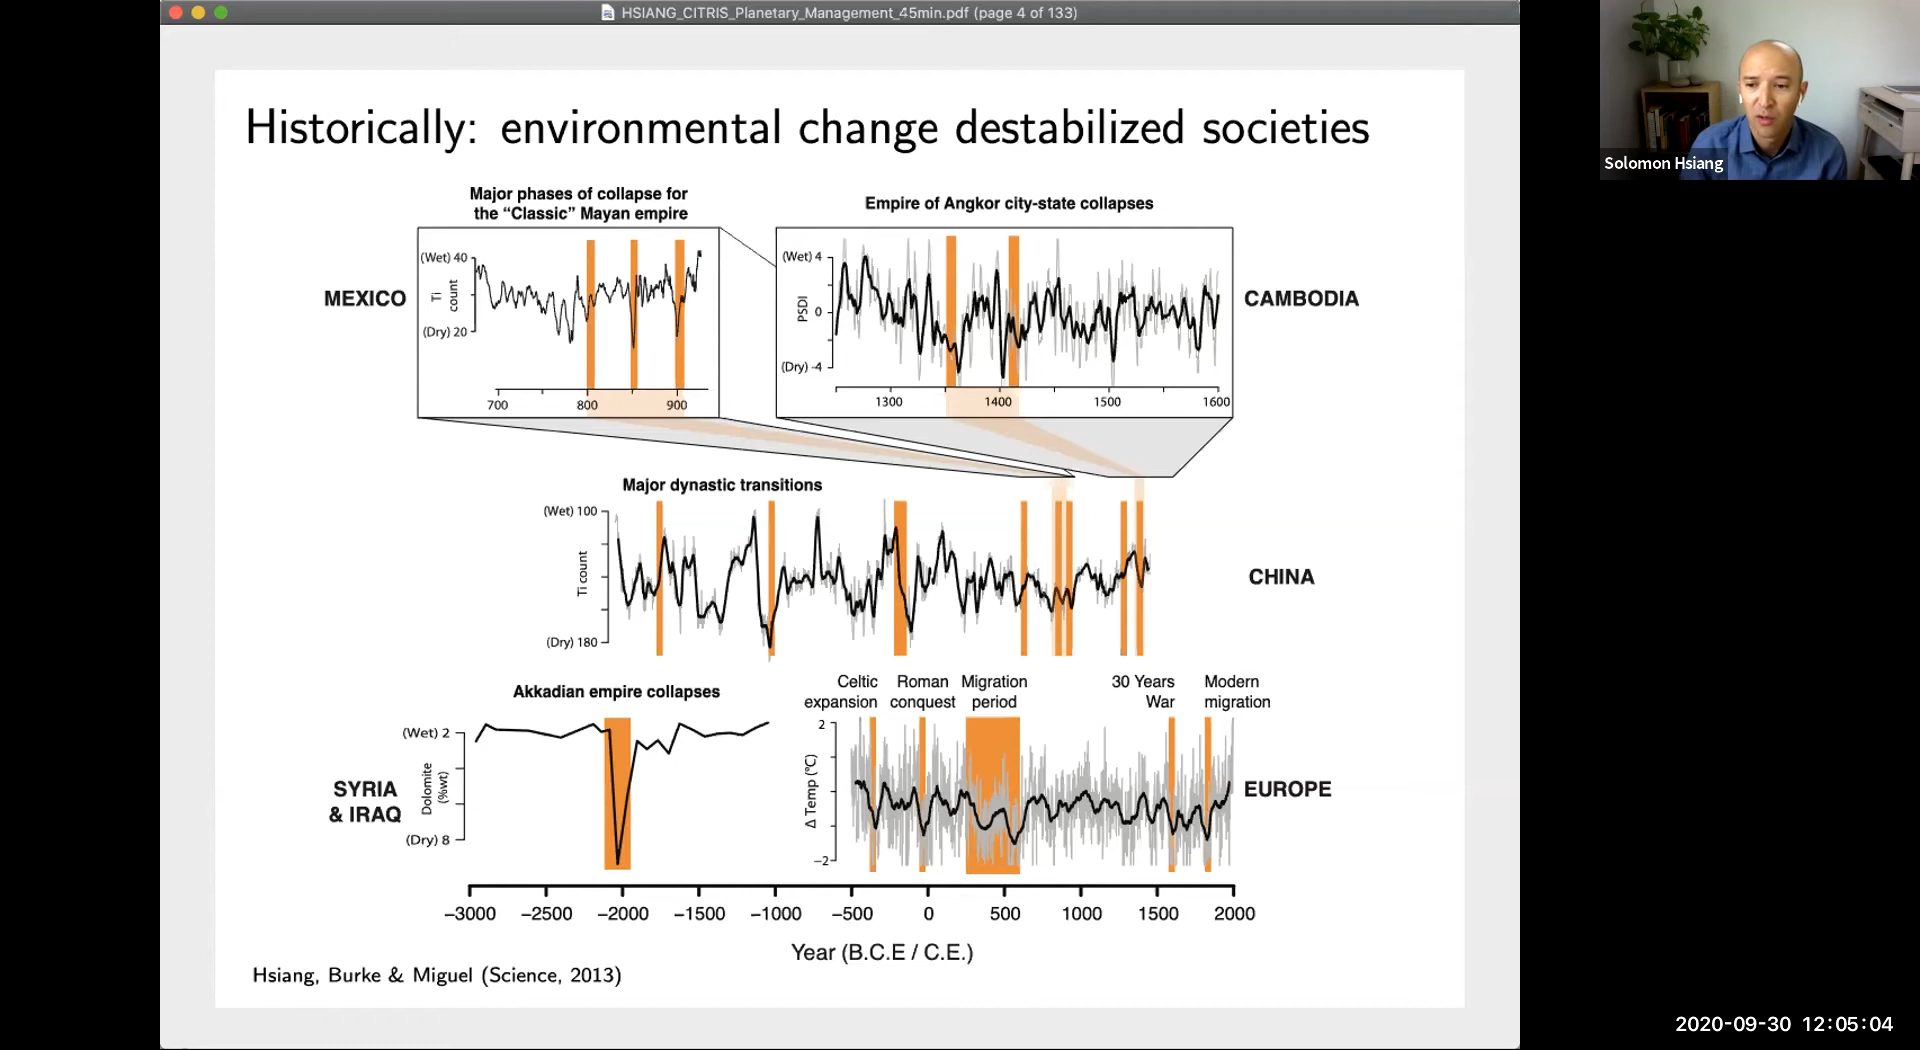 HSIANG_CITRIS_Planetary_Management_45min.pdf (page 4 of 133)
Solomon Hsiang
Historically: environmental change destabilized societies
Major phases of collapse for
the “Classic” Mayan empire
Empire of Angkor city-state collapses
MEXICO
(Wet) 40
Ti
count
(Dry) 20
700 800 900
(Wet) 4
PSDI
0
(Dry) -4
1300 1400 1500 1600
CAMBODIA
Major dynastic transitions
(Wet) 100
Ti count
(Dry) 180
CHINA
Akkadian empire collapses
SYRIA
& IRAQ
(Wet) 2
Dolomite
(%wt)
(Dry) 8
Celtic
expansion
Roman
conquest
Migration
period
30 Years
War
Modern
migration
2
Δ Temp (°C)
−2
EUROPE
−3000 −2500 −2000 −1500 −1000 −500 0 500 1000 1500 2000
Year (B.C.E / C.E.)
Hsiang, Burke & Miguel (Science, 2013)
2020-09-30 12:05:04